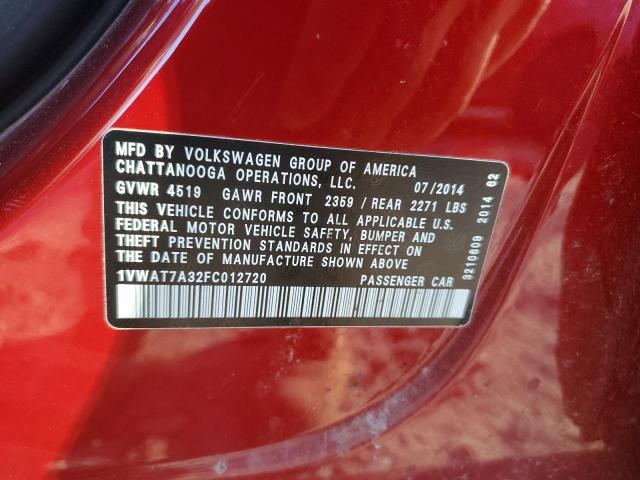 MFD BY VOLKSWAGEN GROUP OF AMERICA
CHATTANOOGA OPERATIONS, LLC. 07/2014
GVWR 4519 GAWR FRONT 2359 / REAR 2271 LBS
THIS VEHICLE CONFORMS TO ALL APPLICABLE U.S.
FEDERAL MOTOR VEHICLE SAFETY, BUMPER AND
THEFT PREVENTION STANDARDS IN EFFECT ON
THE DATE OF MANUFACTURE SHOWN ABOVE
1VWAT7A32FC012720 PASSENGER CAR
3210609 2014 62